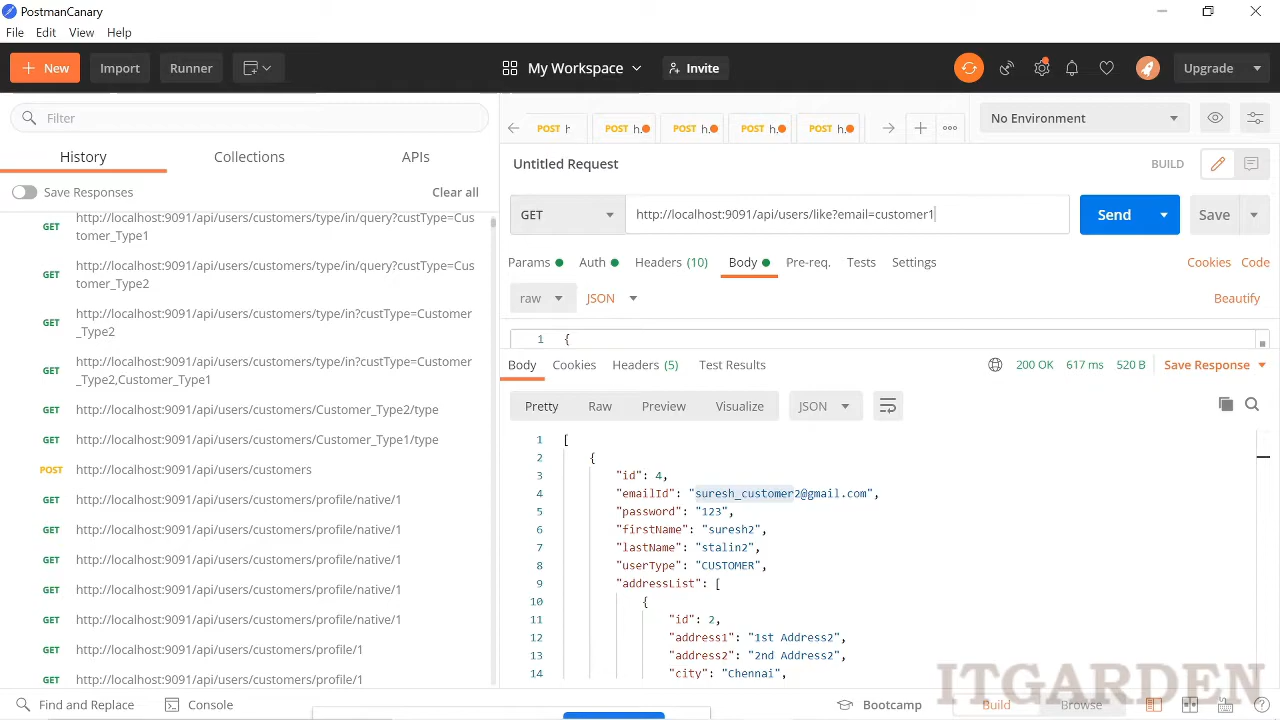 PostmanCanary
File Edit View Help
New Import Runner My Workspace Invite Upgrade
Filter
History Collections APIs
Save Responses Clear all
GET http://localhost:9091/api/users/customers/type/in/query?custType=Cus
tomer_Type1
GET http://localhost:9091/api/users/customers/type/in/query?custType=Cus
tomer_Type2
GET http://localhost:9091/api/users/customers/type/in?custType=Customer
_Type2
GET http://localhost:9091/api/users/customers/type/in?custType=Customer
_Type2,Customer_Type1
GET http://localhost:9091/api/users/customers/Customer_Type2/type
GET http://localhost:9091/api/users/customers/Customer_Type1/type
POST http://localhost:9091/api/users/customers
GET http://localhost:9091/api/users/customers/profile/native/1
GET http://localhost:9091/api/users/customers/profile/native/1
GET http://localhost:9091/api/users/customers/profile/native/1
GET http://localhost:9091/api/users/customers/profile/native/1
GET http://localhost:9091/api/users/customers/profile/native/1
GET http://localhost:9091/api/users/customers/profile/1
GET http://localhost:9091/api/users/customers/profile/1
POST h POST h. POST h. POST h. POST h. No Environment
Untitled Request BUILD
GET http://localhost:9091/api/users/like?email=customer1 Send Save
Params Auth Headers (10) Body Pre-req. Tests Settings Cookies Code
raw JSON Beautify
1 {
Body Cookies Headers (5) Test Results 200 OK 617 ms 520 B Save Response
Pretty Raw Preview Visualize JSON
1 [
2 {
3 "id": 4,
4 "emailId": "suresh_customer2@gmail.com",
5 "password": "123",
6 "firstName": "suresh2",
7 "lastName": "stalin2",
8 "userType": "CUSTOMER",
9 "addressList": [
10 {
11 "id": 2,
12 "address1": "1st Address2",
13 "address2": "2nd Address2",
14 "city": "Chennai",
ITGARDEN
Find and Replace Console Bootcamp Build Browse